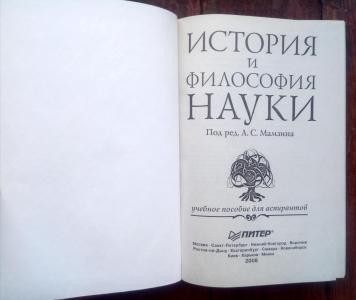 ИСТОРИЯ
И
ФИЛОСОФИЯ
НАУКИ
Под ред. А. С. Мамзина
учебное пособие для аспирантов
ПИТЕР®
Москва · Санкт-Петербург · Нижний Новгород · Воронеж
Ростов-на-Дону · Екатеринбург · Самара · Новосибирск
Киев · Харьков · Минск
2008